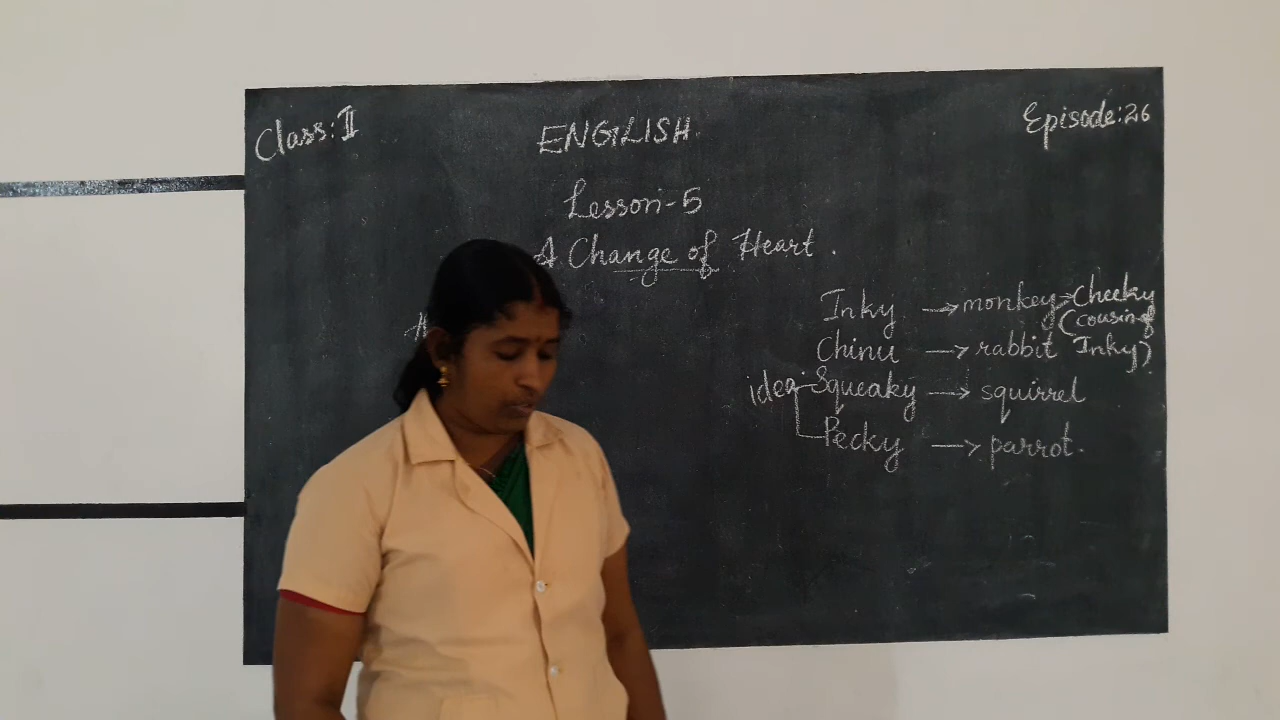 Class: II
ENGLISH
Episode: 26
Lesson-5
A Change of Heart.
Inky → monkey → Cheeky
(cousin of
Chinu → rabbit Inky)
idea - Squeaky → squirrel
Pecky → parrot.